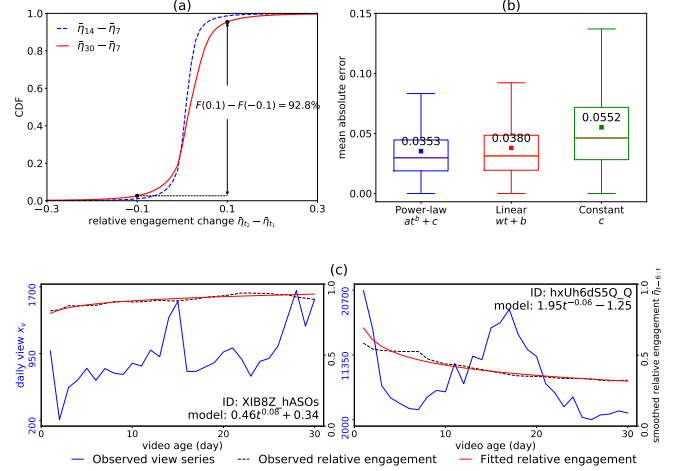 (a)
1.0
0.8
0.6
0.4
0.2
0.0
CDF
η̄₁₄ − η̄₇
η̄₃₀ − η̄₇
F(0.1) − F(−0.1) = 92.8%
−0.3
−0.1
0.1
0.3
relative engagement change η̄ₜ₂ − η̄ₜ₁
(b)
0.15
0.10
0.05
0.00
mean absolute error
0.0353
0.0380
0.0552
Power-law
atᵇ + c
Linear
wt + b
Constant
c
(c)
1700
950
200
daily view xᵥ
1.0
0.5
0.0
ID: XIB8Z_hASOs
model: 0.46t^0.08 + 0.34
0
10
20
30
video age (day)
20700
11350
2000
1.0
0.5
0.0
smoothed relative engagement η̄ₜ₋₆:ₜ
ID: hxUh6dS5Q_Q
model: 1.95t^−0.06 − 1.25
0
10
20
30
video age (day)
Observed view series
Observed relative engagement
Fitted relative engagement